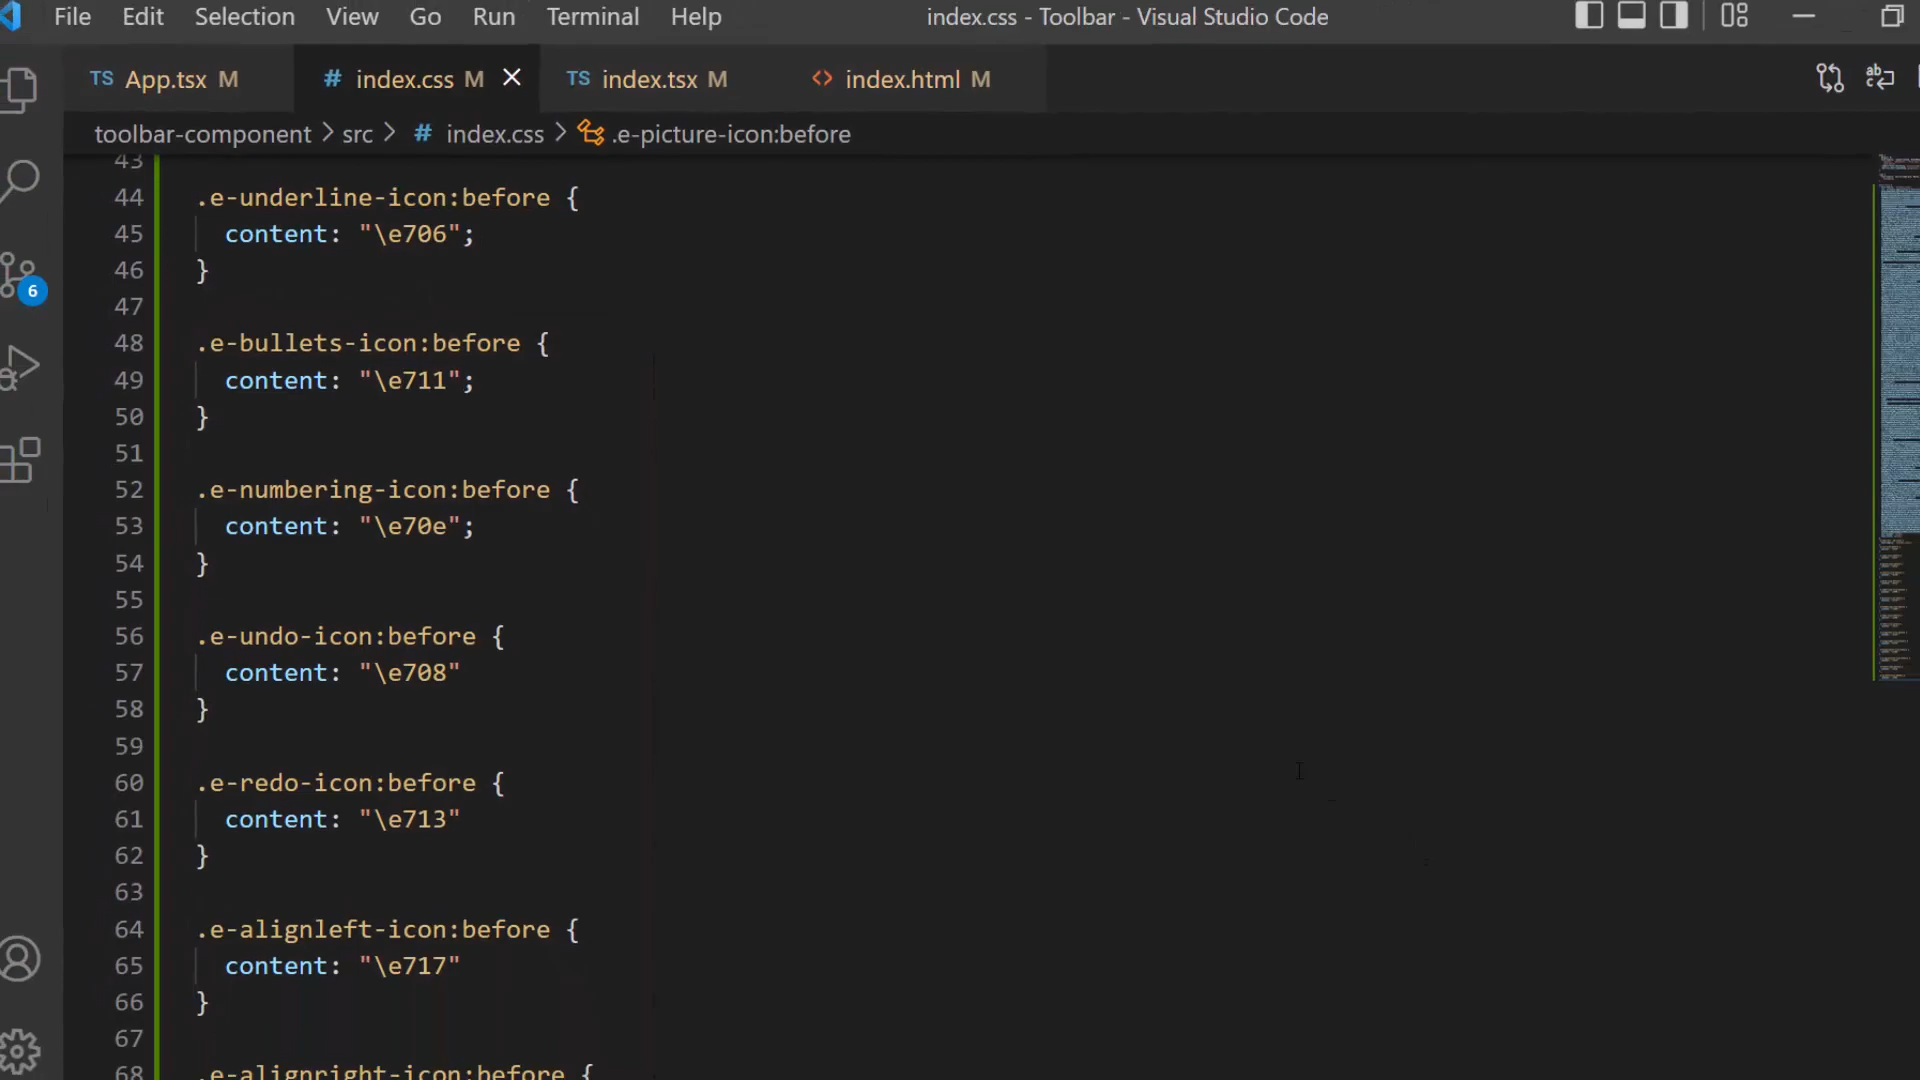 File Edit Selection View Go Run Terminal Help index.css - Toolbar - Visual Studio Code
TS App.tsx M # index.css M TS index.tsx M <> index.html M
toolbar-component > src > # index.css > .e-picture-icon:before
43
44 .e-underline-icon:before {
45 content: "\e706";
46 }
47
48 .e-bullets-icon:before {
49 content: "\e711";
50 }
51
52 .e-numbering-icon:before {
53 content: "\e70e";
54 }
55
56 .e-undo-icon:before {
57 content: "\e708"
58 }
59
60 .e-redo-icon:before {
61 content: "\e713"
62 }
63
64 .e-alignleft-icon:before {
65 content: "\e717"
66 }
67
68 .e-alignright-icon:before {
6